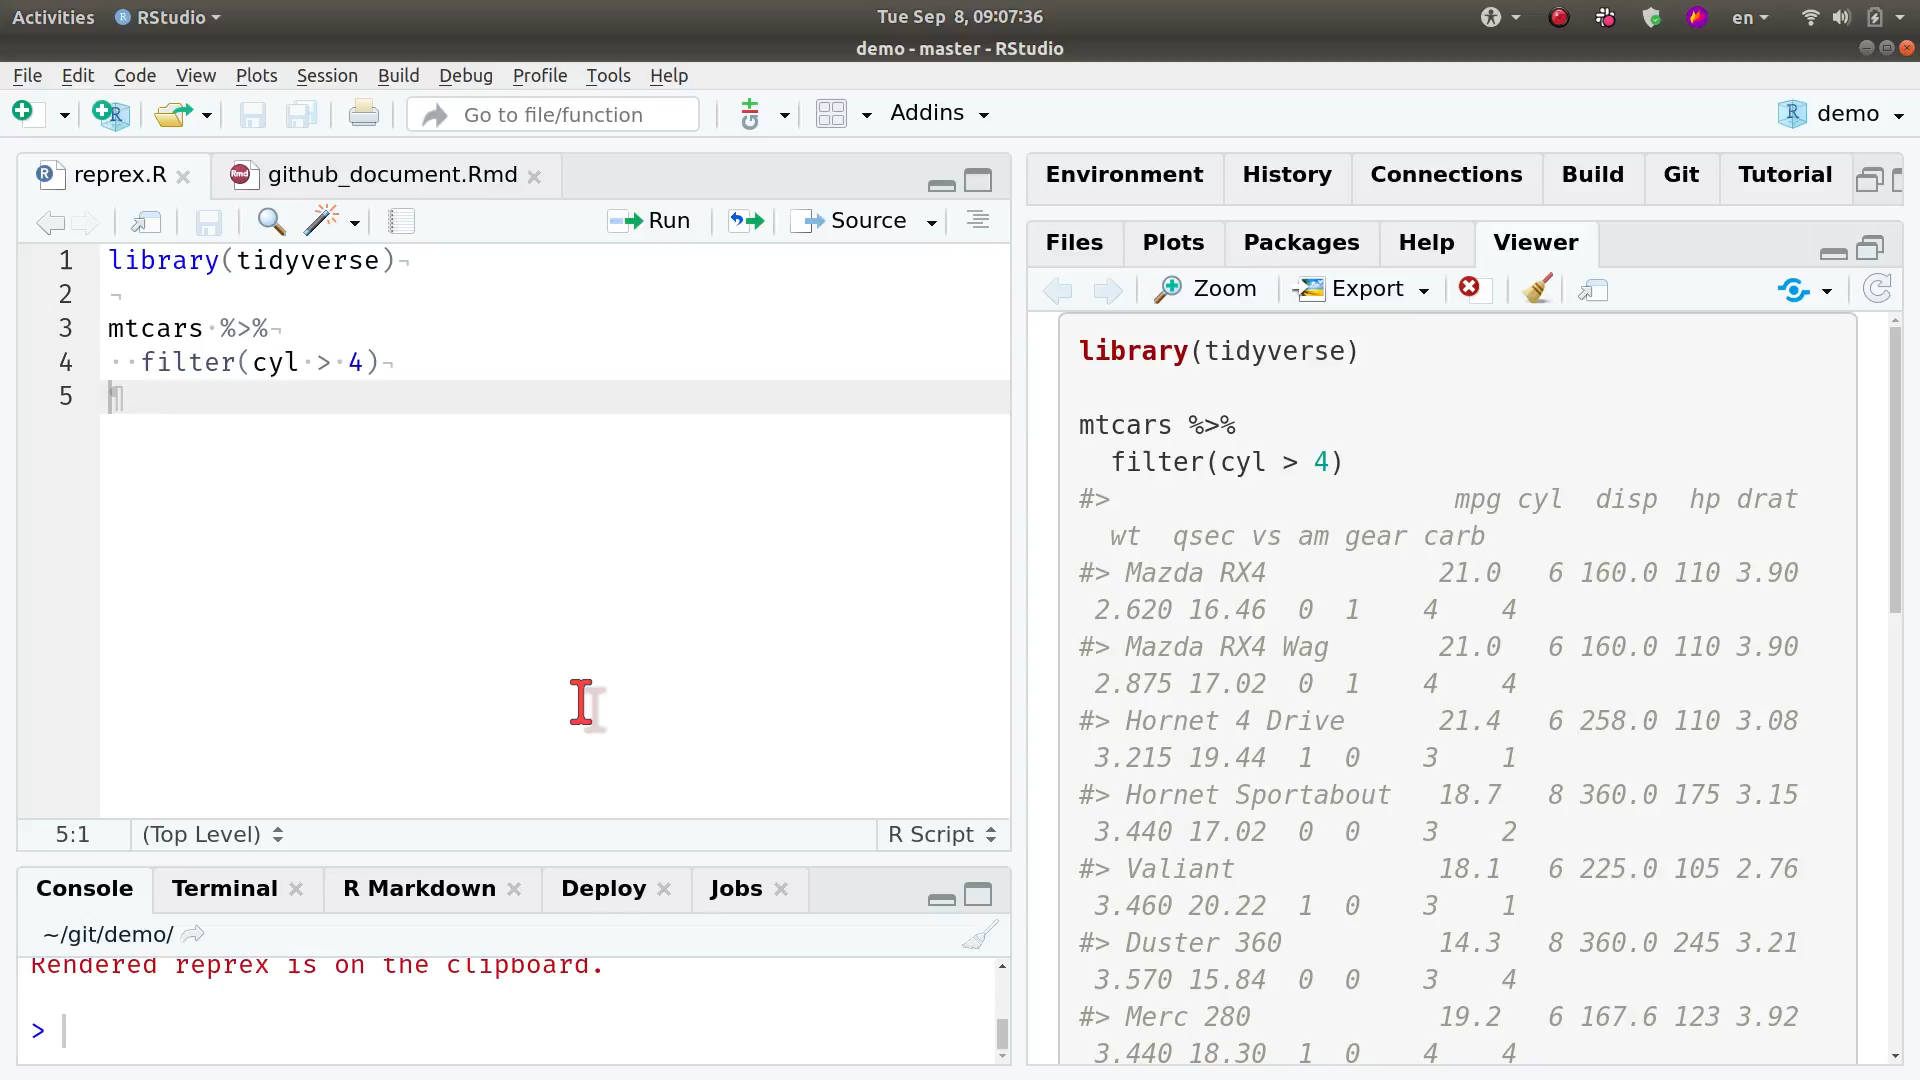 Activities RStudio Tue Sep 8, 09:07:36 en
demo - master - RStudio
File Edit Code View Plots Session Build Debug Profile Tools Help
Go to file/function Addins demo
reprex.R github_document.Rmd
Run Source
1 library(tidyverse)¬
2 ¬
3 mtcars·%>%¬
4 ··filter(cyl·>·4)¬
5 ¶
5:1 (Top Level) R Script
Console Terminal R Markdown Deploy Jobs
~/git/demo/
Rendered reprex is on the clipboard.
>
Environment History Connections Build Git Tutorial
Files Plots Packages Help Viewer
Zoom Export
library(tidyverse)
mtcars %>%
  filter(cyl > 4)
#>                      mpg cyl  disp  hp drat
  wt  qsec vs am gear carb
#> Mazda RX4           21.0   6 160.0 110 3.90
 2.620 16.46  0  1    4    4
#> Mazda RX4 Wag       21.0   6 160.0 110 3.90
 2.875 17.02  0  1    4    4
#> Hornet 4 Drive      21.4   6 258.0 110 3.08
 3.215 19.44  1  0    3    1
#> Hornet Sportabout   18.7   8 360.0 175 3.15
 3.440 17.02  0  0    3    2
#> Valiant             18.1   6 225.0 105 2.76
 3.460 20.22  1  0    3    1
#> Duster 360          14.3   8 360.0 245 3.21
 3.570 15.84  0  0    3    4
#> Merc 280            19.2   6 167.6 123 3.92
 3.440 18.30  1  0    4    4